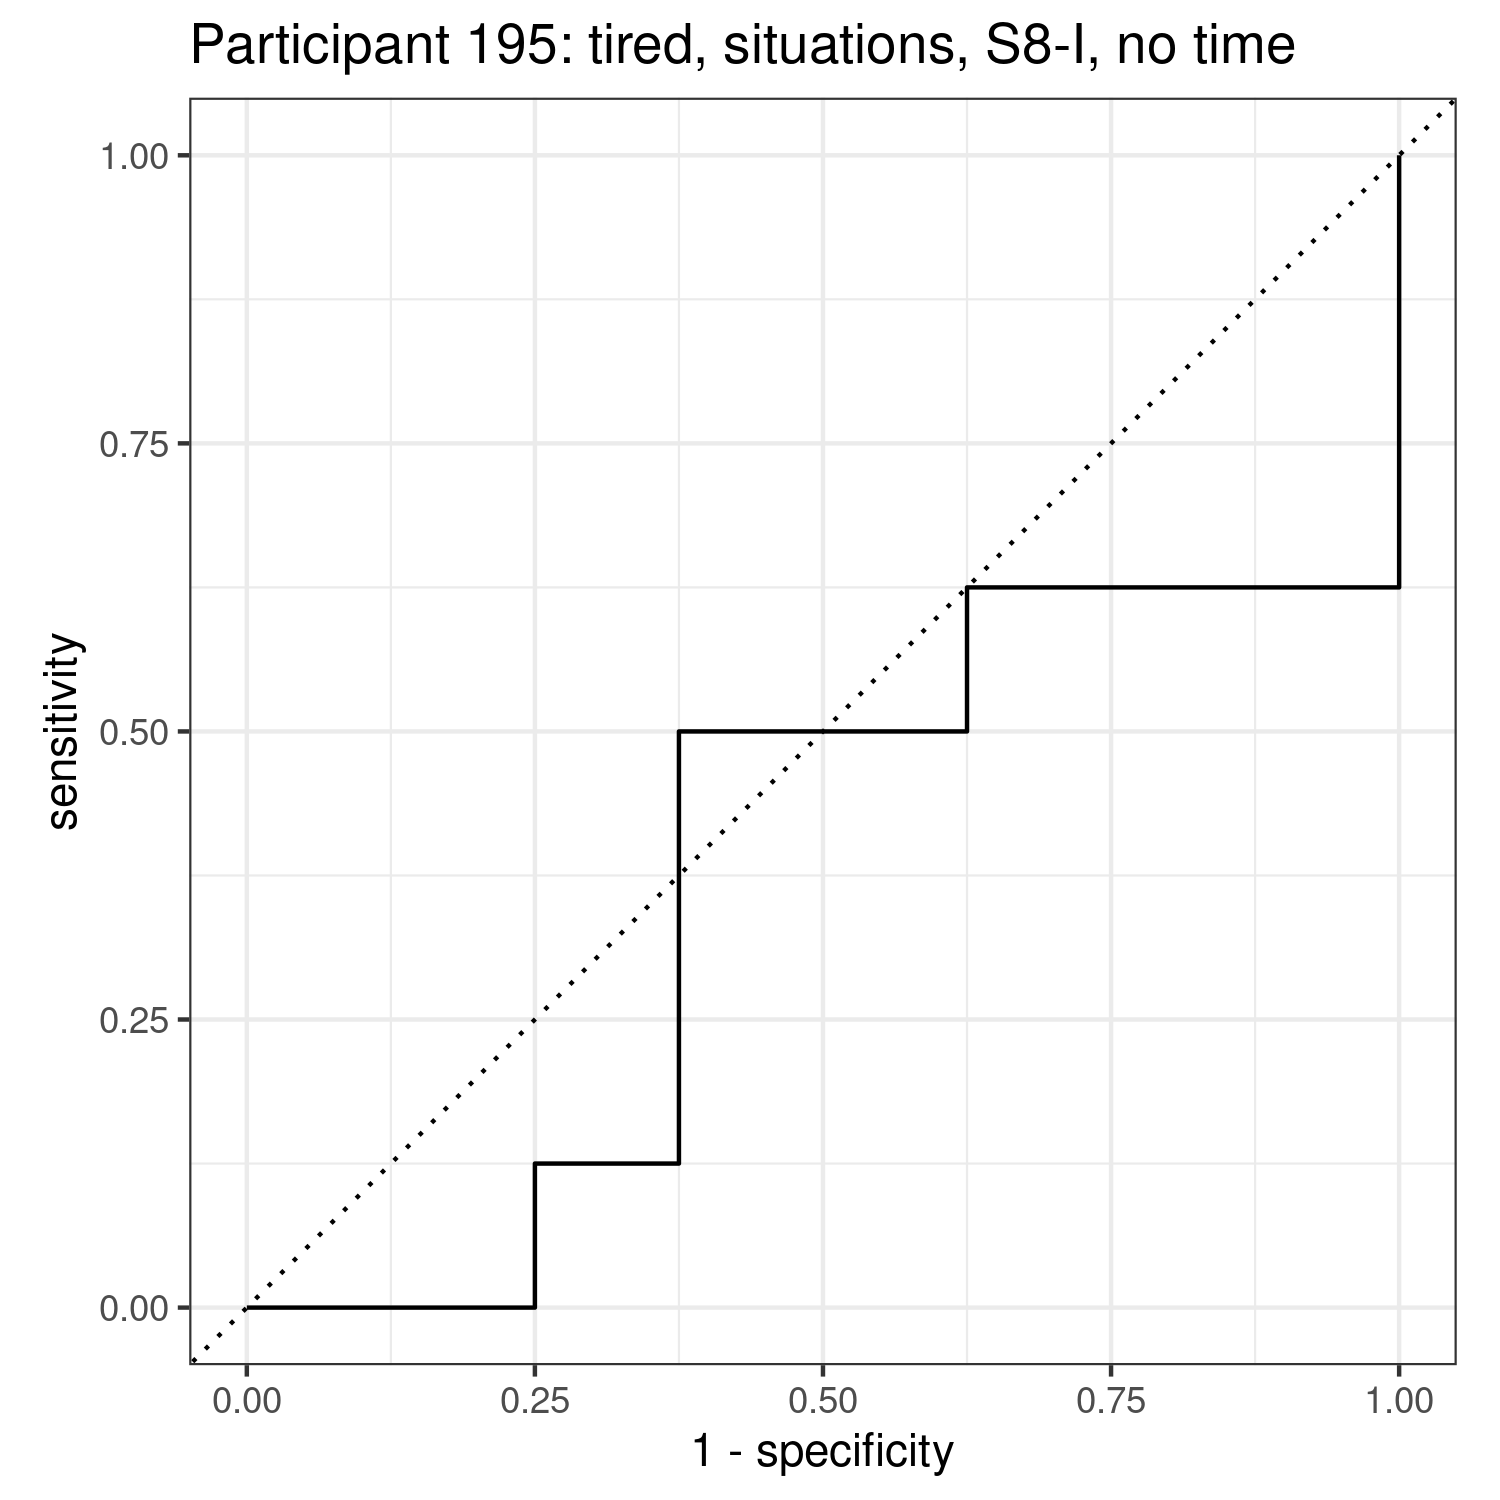 Participant 195: tired, situations, S8-I, no time
1.00
0.75
0.50
0.25
0.00
sensitivity
0.00 0.25 0.50 0.75 1.00
1 - specificity